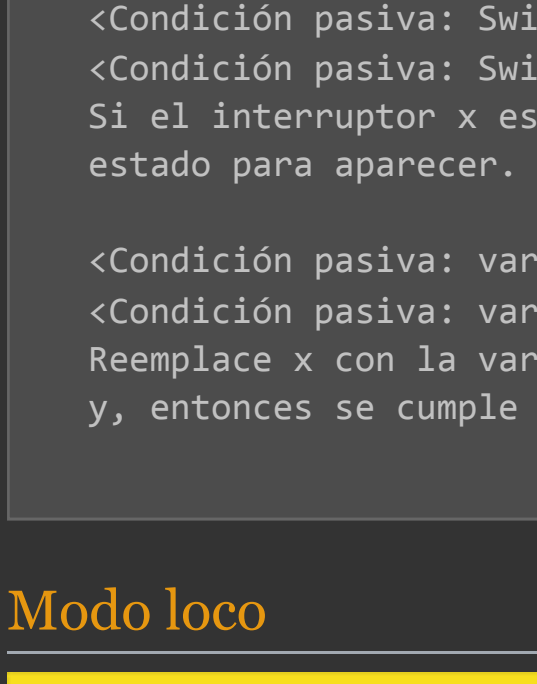 <Condición pasiva: Swi
<Condición pasiva: Swi
Si el interruptor x es
estado para aparecer.
<Condición pasiva: var
<Condición pasiva: var
Reemplace x con la var
y, entonces se cumple
Modo loco